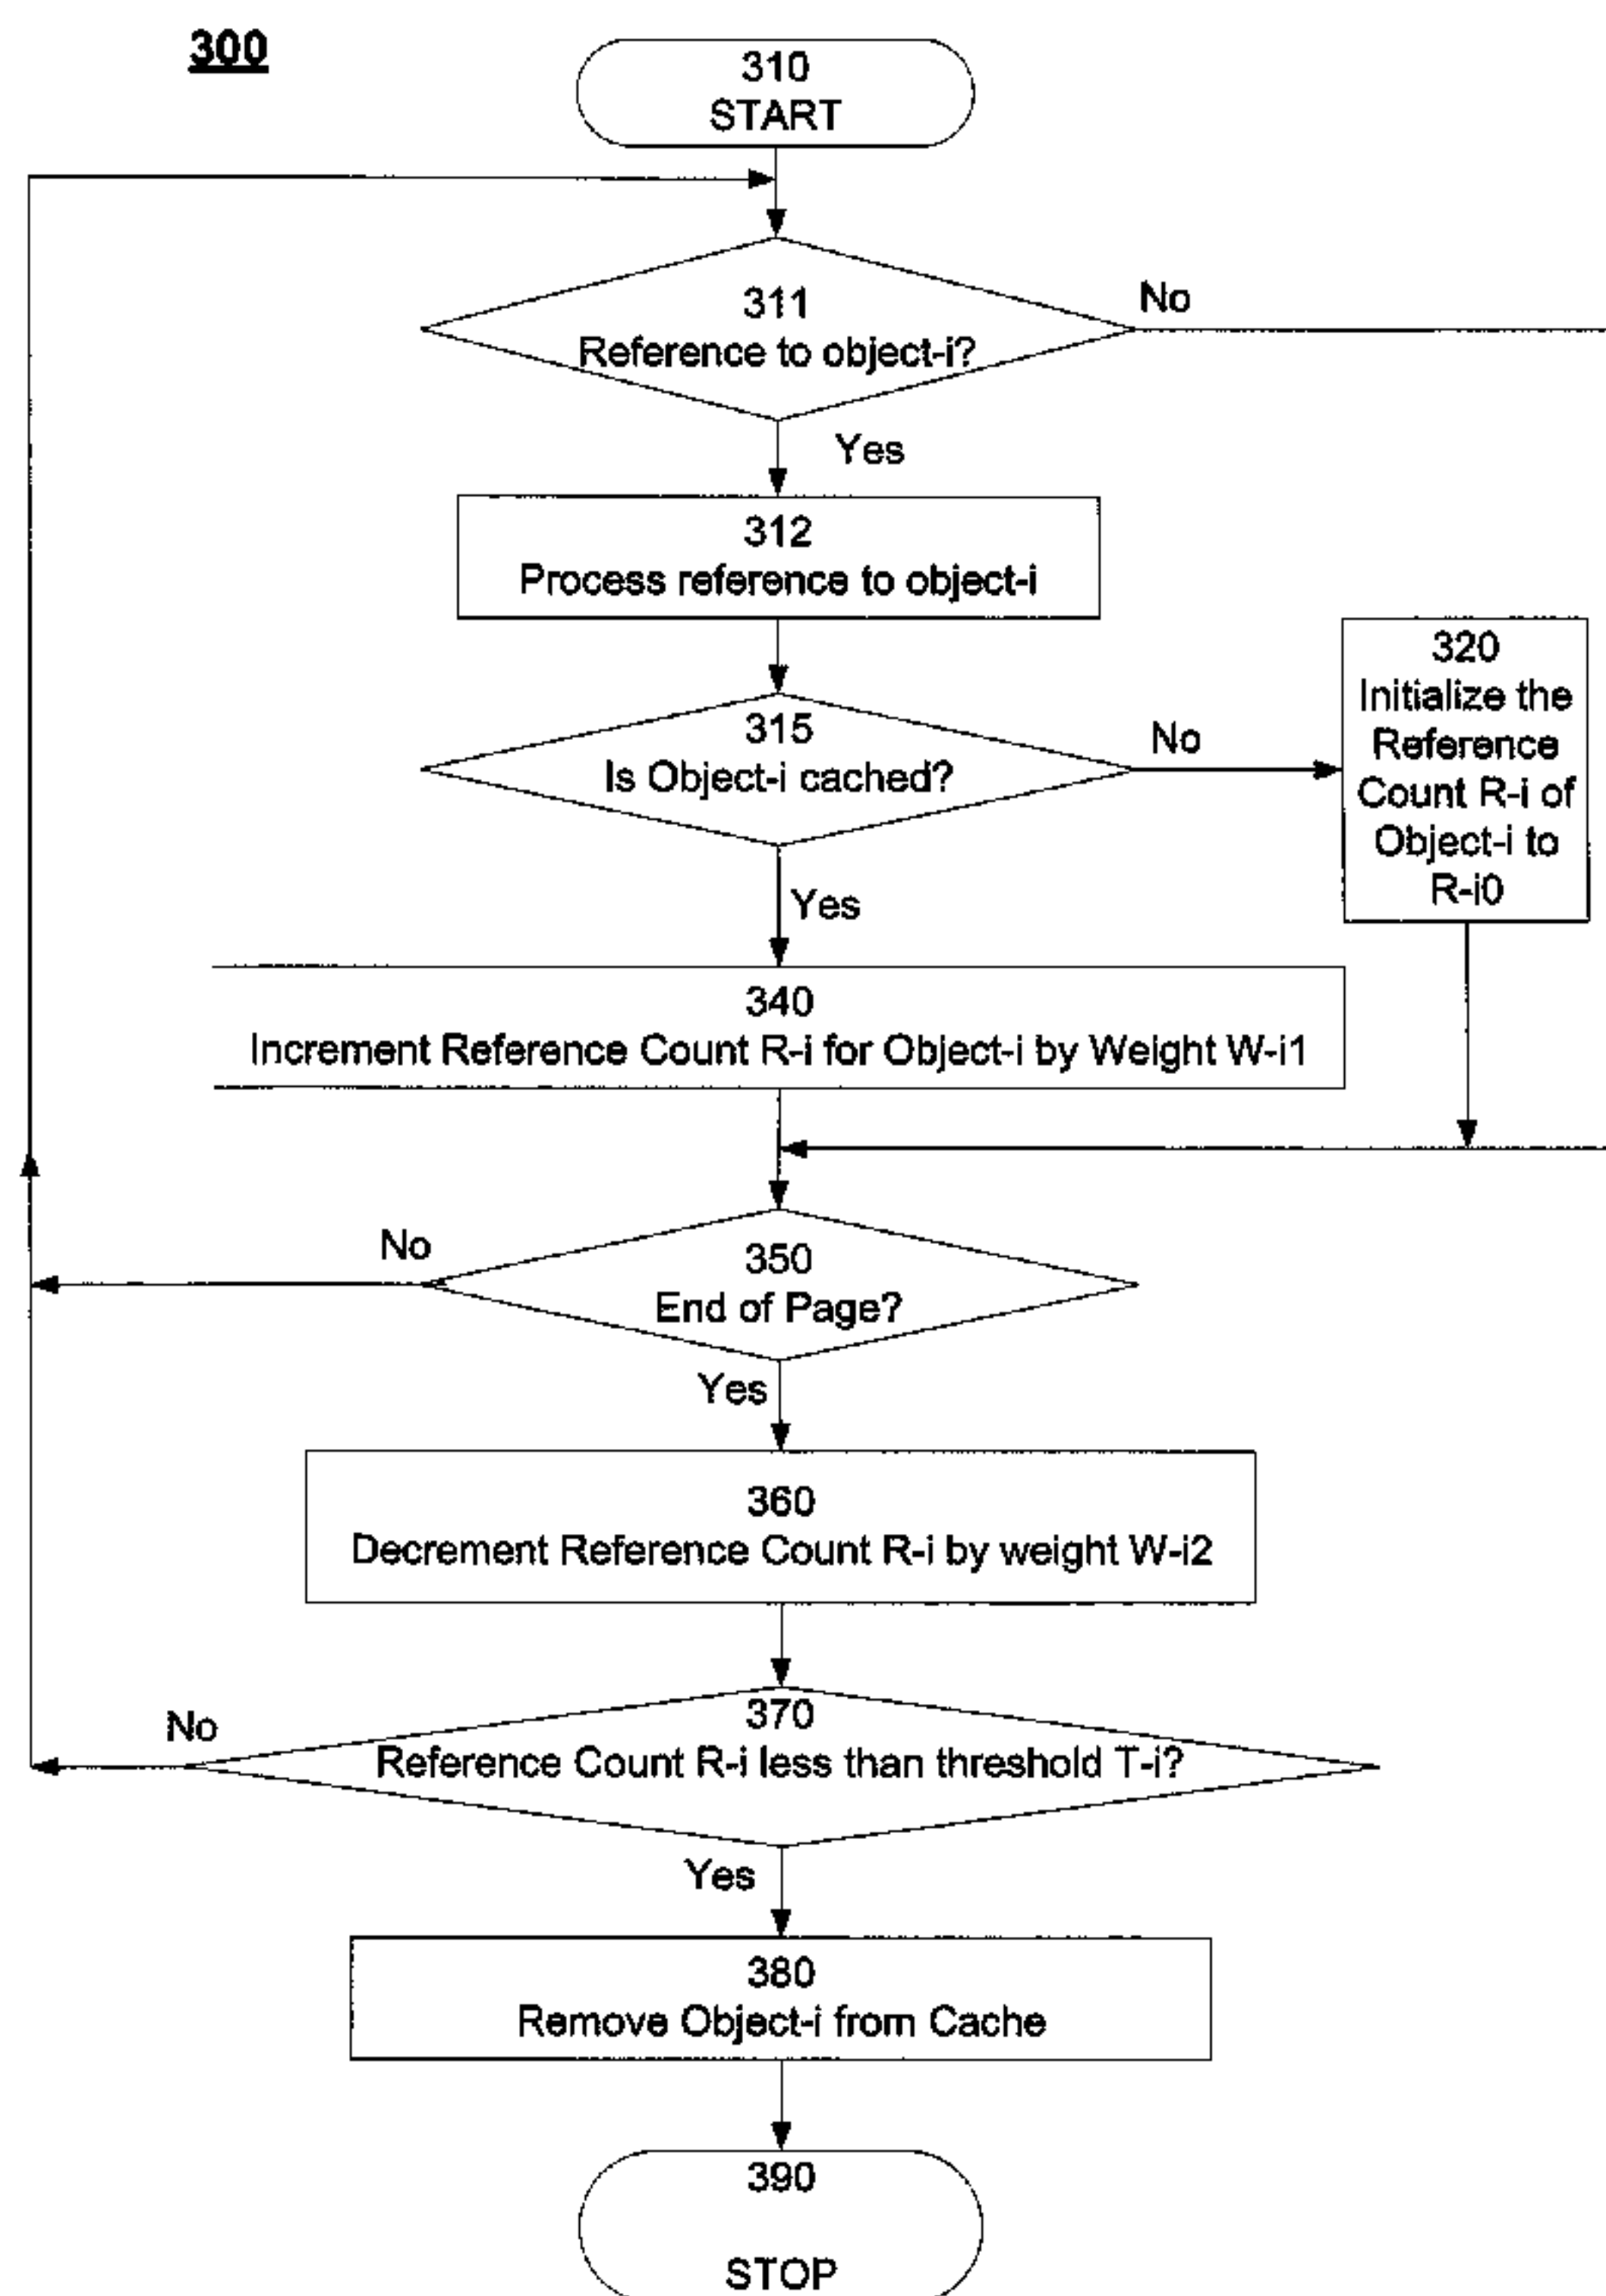 300
310
START
311
Reference to object-i?
No
Yes
312
Process reference to object-i
315
Is Object-i cached?
No
320
Initialize the
Reference
Count R-i of
Object-i to
R-i0
Yes
340
Increment Reference Count R-i for Object-i by Weight W-i1
350
End of Page?
No
Yes
360
Decrement Reference Count R-i by weight W-i2
370
Reference Count R-i less than threshold T-i?
No
Yes
380
Remove Object-i from Cache
390
STOP